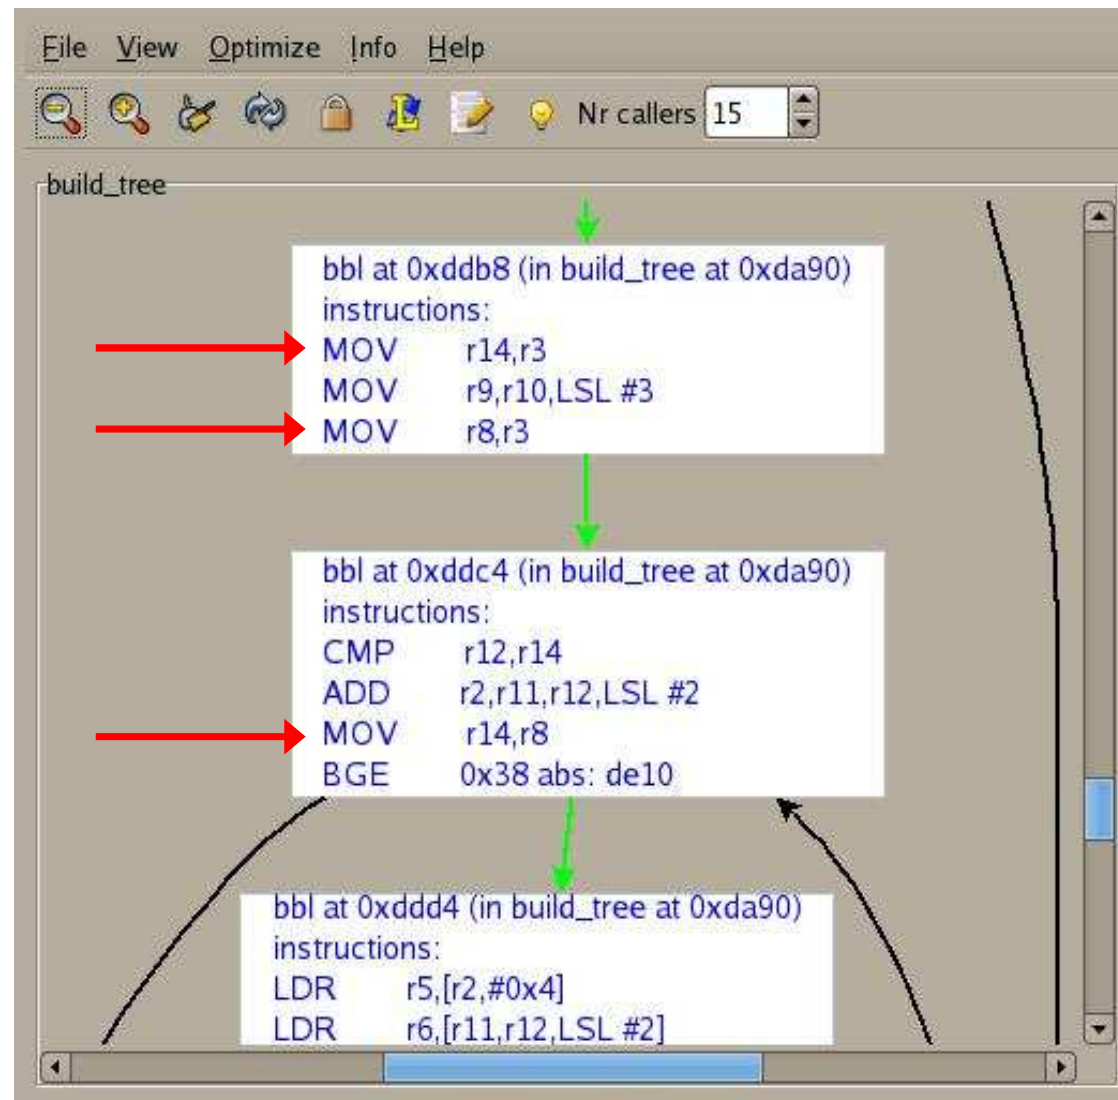 File View Optimize Info Help
Nr callers 15
build_tree
bbl at 0xddb8 (in build_tree at 0xda90)
instructions:
MOV r14,r3
MOV r9,r10,LSL #3
MOV r8,r3
bbl at 0xddc4 (in build_tree at 0xda90)
instructions:
CMP r12,r14
ADD r2,r11,r12,LSL #2
MOV r14,r8
BGE 0x38 abs: de10
bbl at 0xddd4 (in build_tree at 0xda90)
instructions:
LDR r5,[r2,#0x4]
LDR r6,[r11,r12,LSL #2]